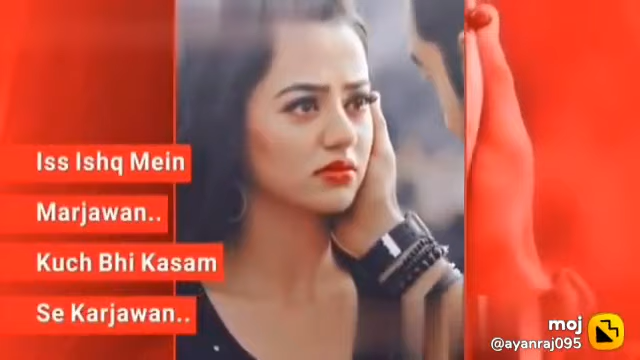 Iss Ishq Mein
Marjawan..
Kuch Bhi Kasam
Se Karjawan..
moj
@ayanraj095